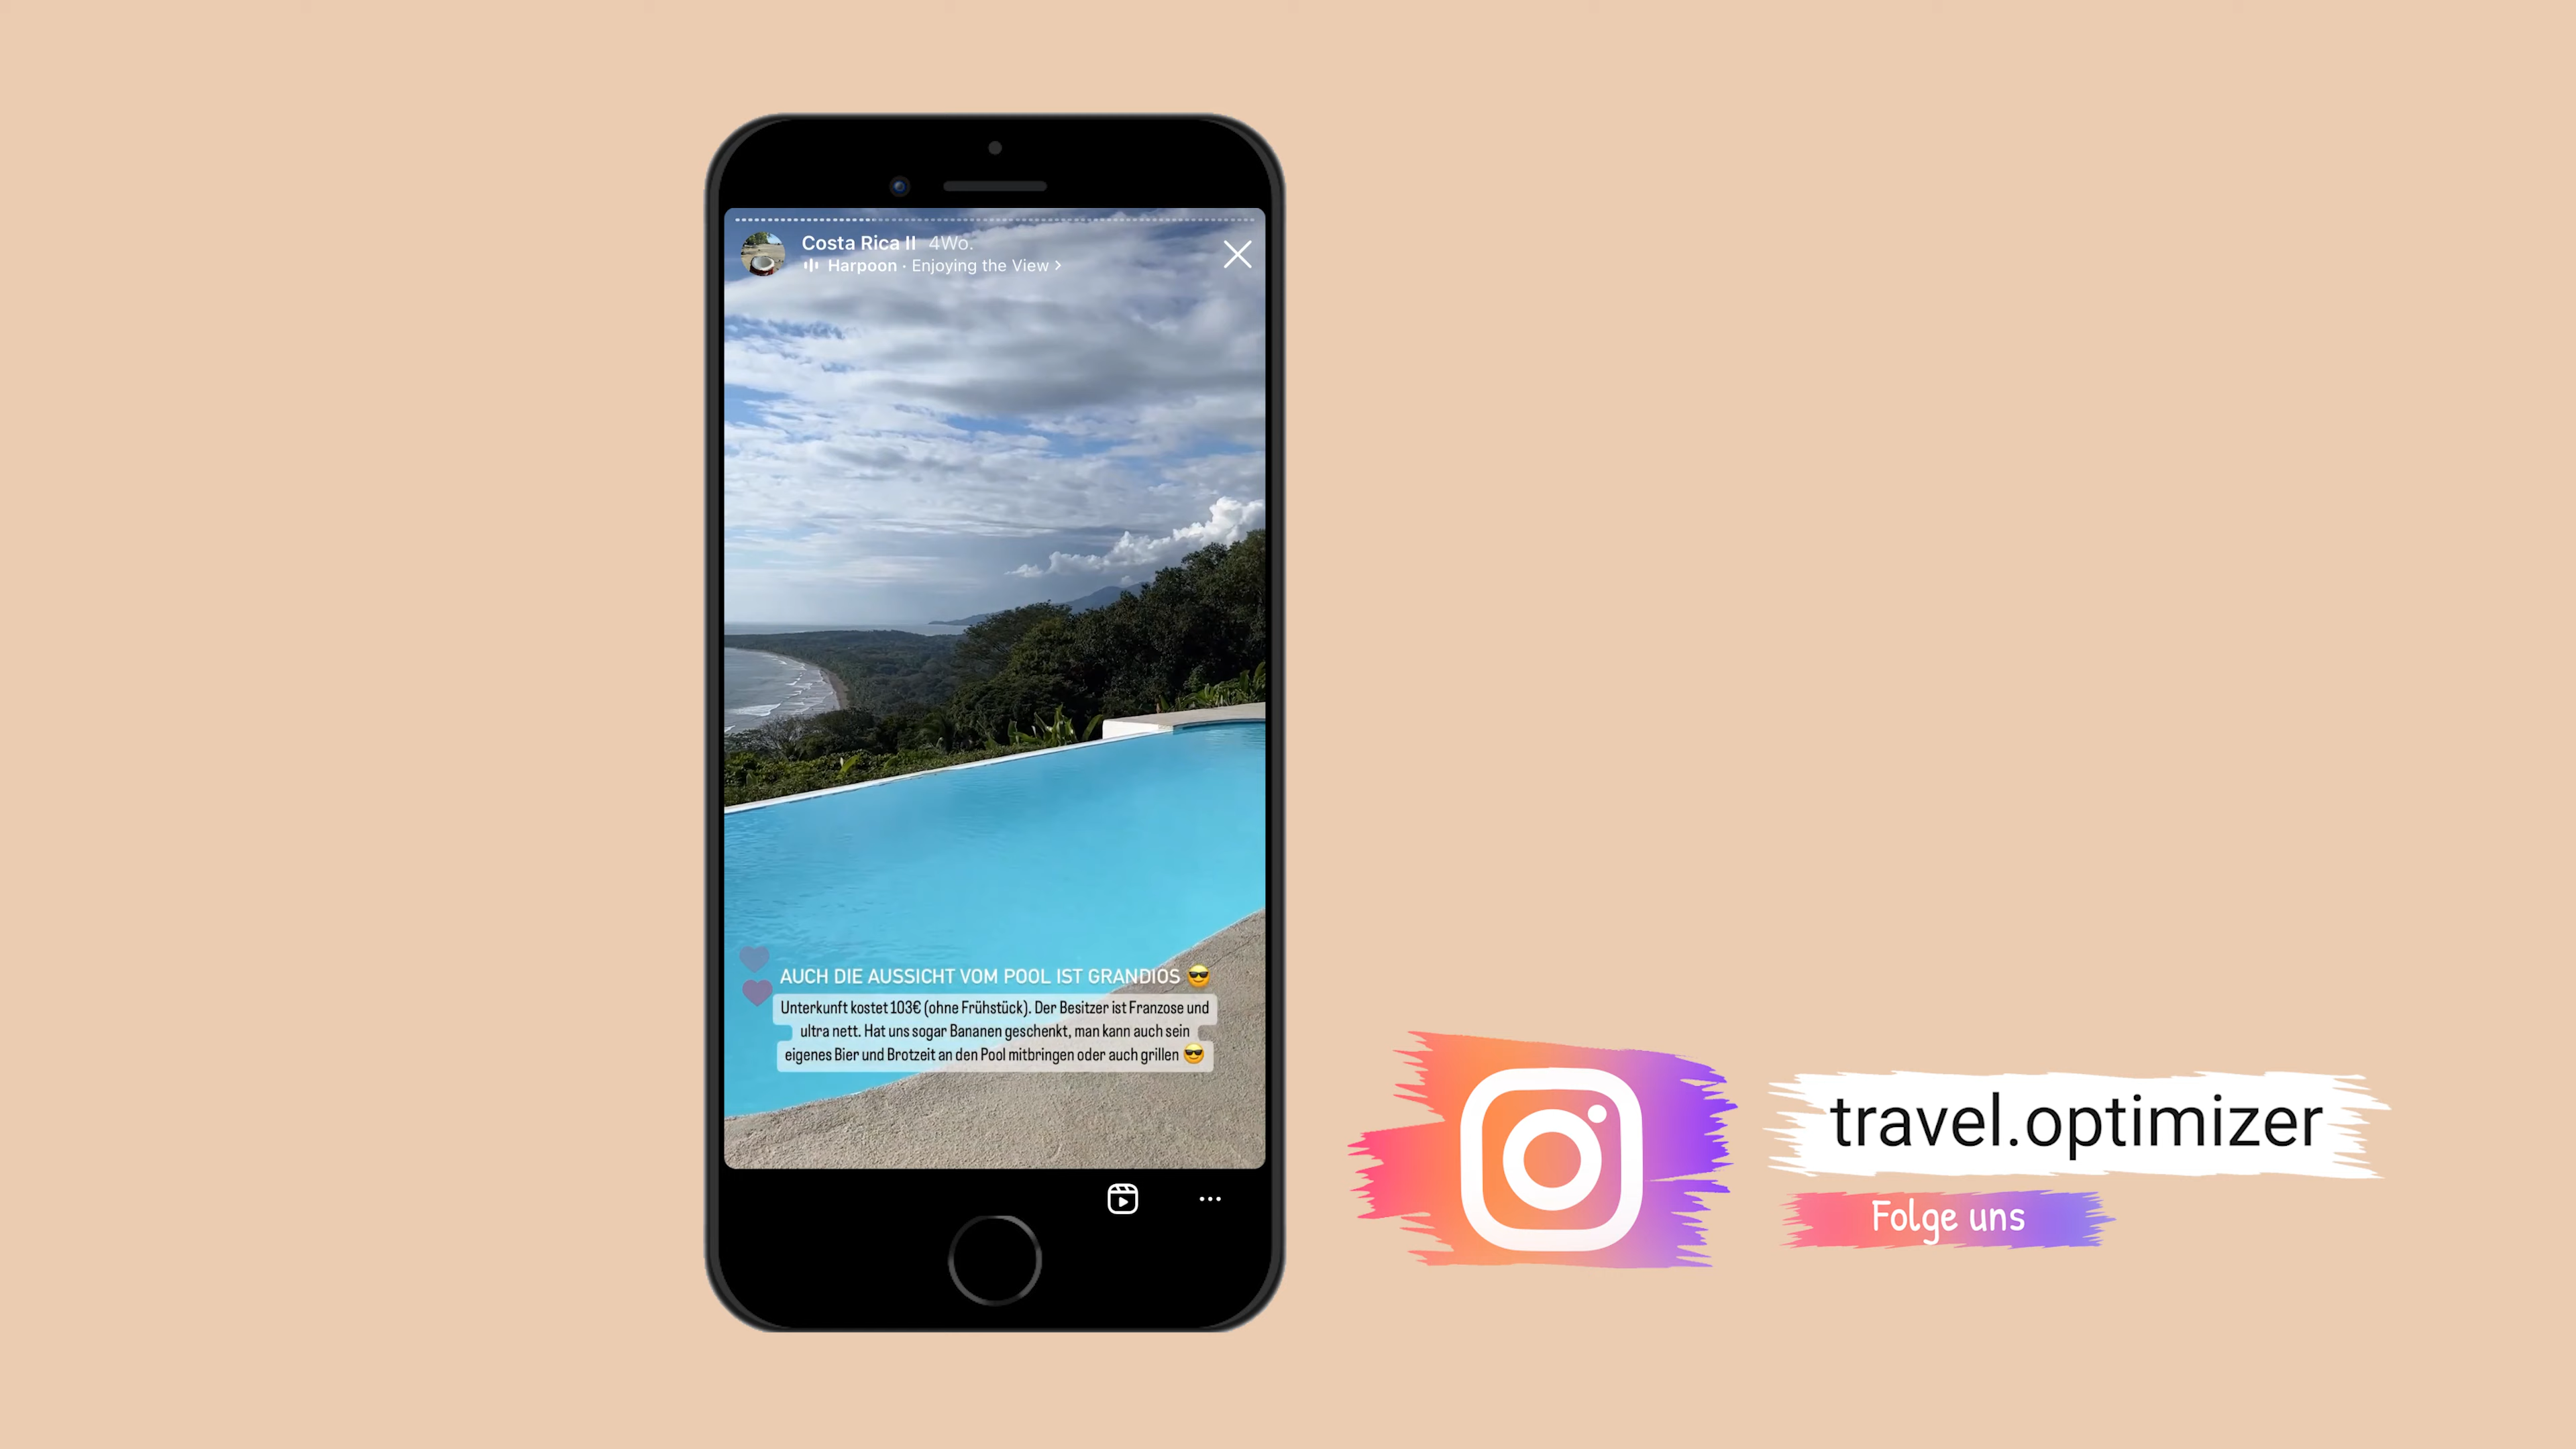 Costa Rica II 4Wo.
Harpoon · Enjoying the View >
AUCH DIE AUSSICHT VOM POOL IST GRANDIOS 😎
Unterkunft kostet 103€ (ohne Frühstück). Der Besitzer ist Franzose und
ultra nett. Hat uns sogar Bananen geschenkt, man kann auch sein
eigenes Bier und Brotzeit an den Pool mitbringen oder auch grillen 😎
travel.optimizer
Folge uns